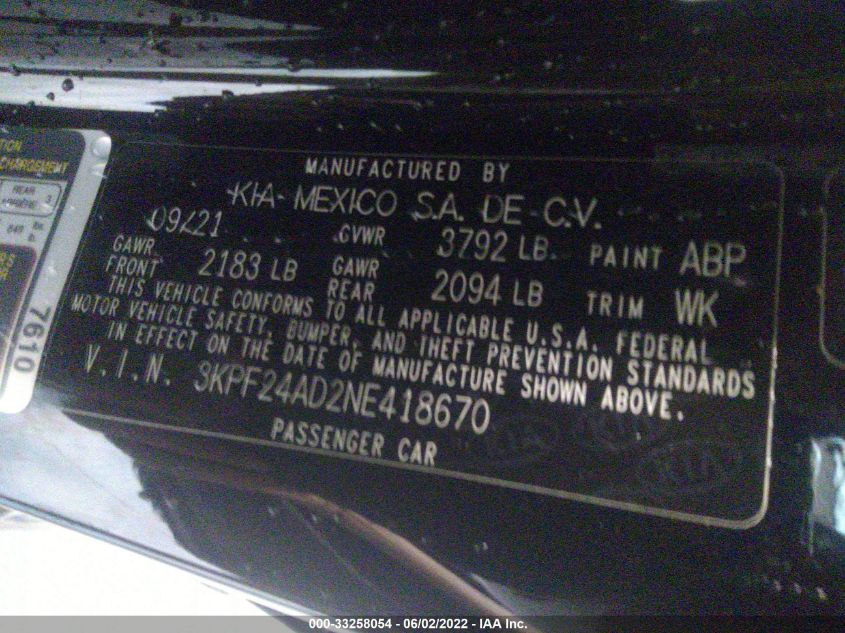 MANUFACTURED BY
KIA MEXICO S.A. DE C.V.
09/21 GVWR 3792 LB PAINT ABP
GAWR FRONT 2183 LB GAWR REAR 2094 LB TRIM WK
THIS VEHICLE CONFORMS TO ALL APPLICABLE U.S.A. FEDERAL
MOTOR VEHICLE SAFETY, BUMPER, AND THEFT PREVENTION STANDARDS
IN EFFECT ON THE DATE OF MANUFACTURE SHOWN ABOVE.
V.I.N. 3KPF24AD2NE418670
PASSENGER CAR
KIA
KIA
REAR
7610
000-33258054 - 06/02/2022 - IAA Inc.